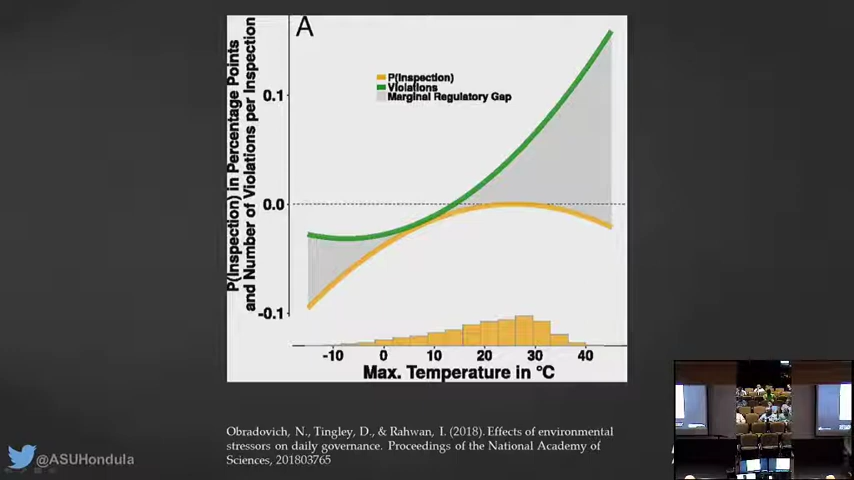 A
P(Inspection) in Percentage Points
and Number of Violations per Inspection
P(Inspection)
Violations
Marginal Regulatory Gap
0.1
0.0
-0.1
-10 0 10 20 30 40
Max. Temperature in °C
Obradovich, N., Tingley, D., & Rahwan, I. (2018). Effects of environmental
stressors on daily governance. Proceedings of the National Academy of
Sciences, 201803765
@ASUHondula